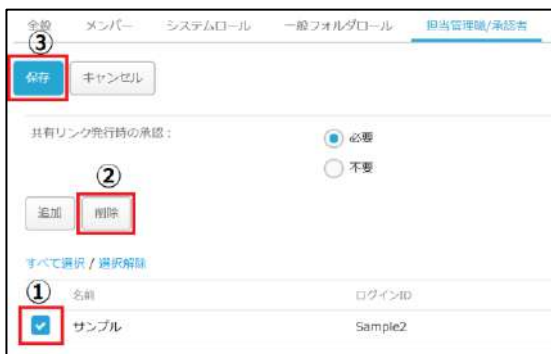 全般 メンバー システムロール 一般フォルダロール 担当管理職/承認者
③
保存 キャンセル
共有リンク発行時の承認： 必要
不要
②
追加 削除
すべて選択 / 選択解除
① 名前 ログインID
サンプル Sample2